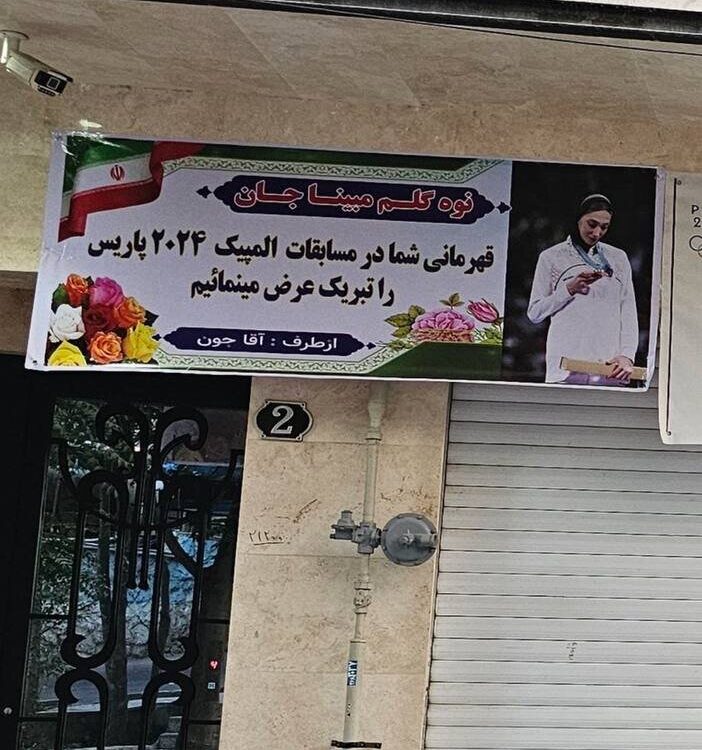 نوه گلم مبینا جان
قهرمانی شما در مسابقات المپیک ۲۰۲۴ پاریس
را تبریک عرض مینمائیم
ازطرف : آقا جون
2